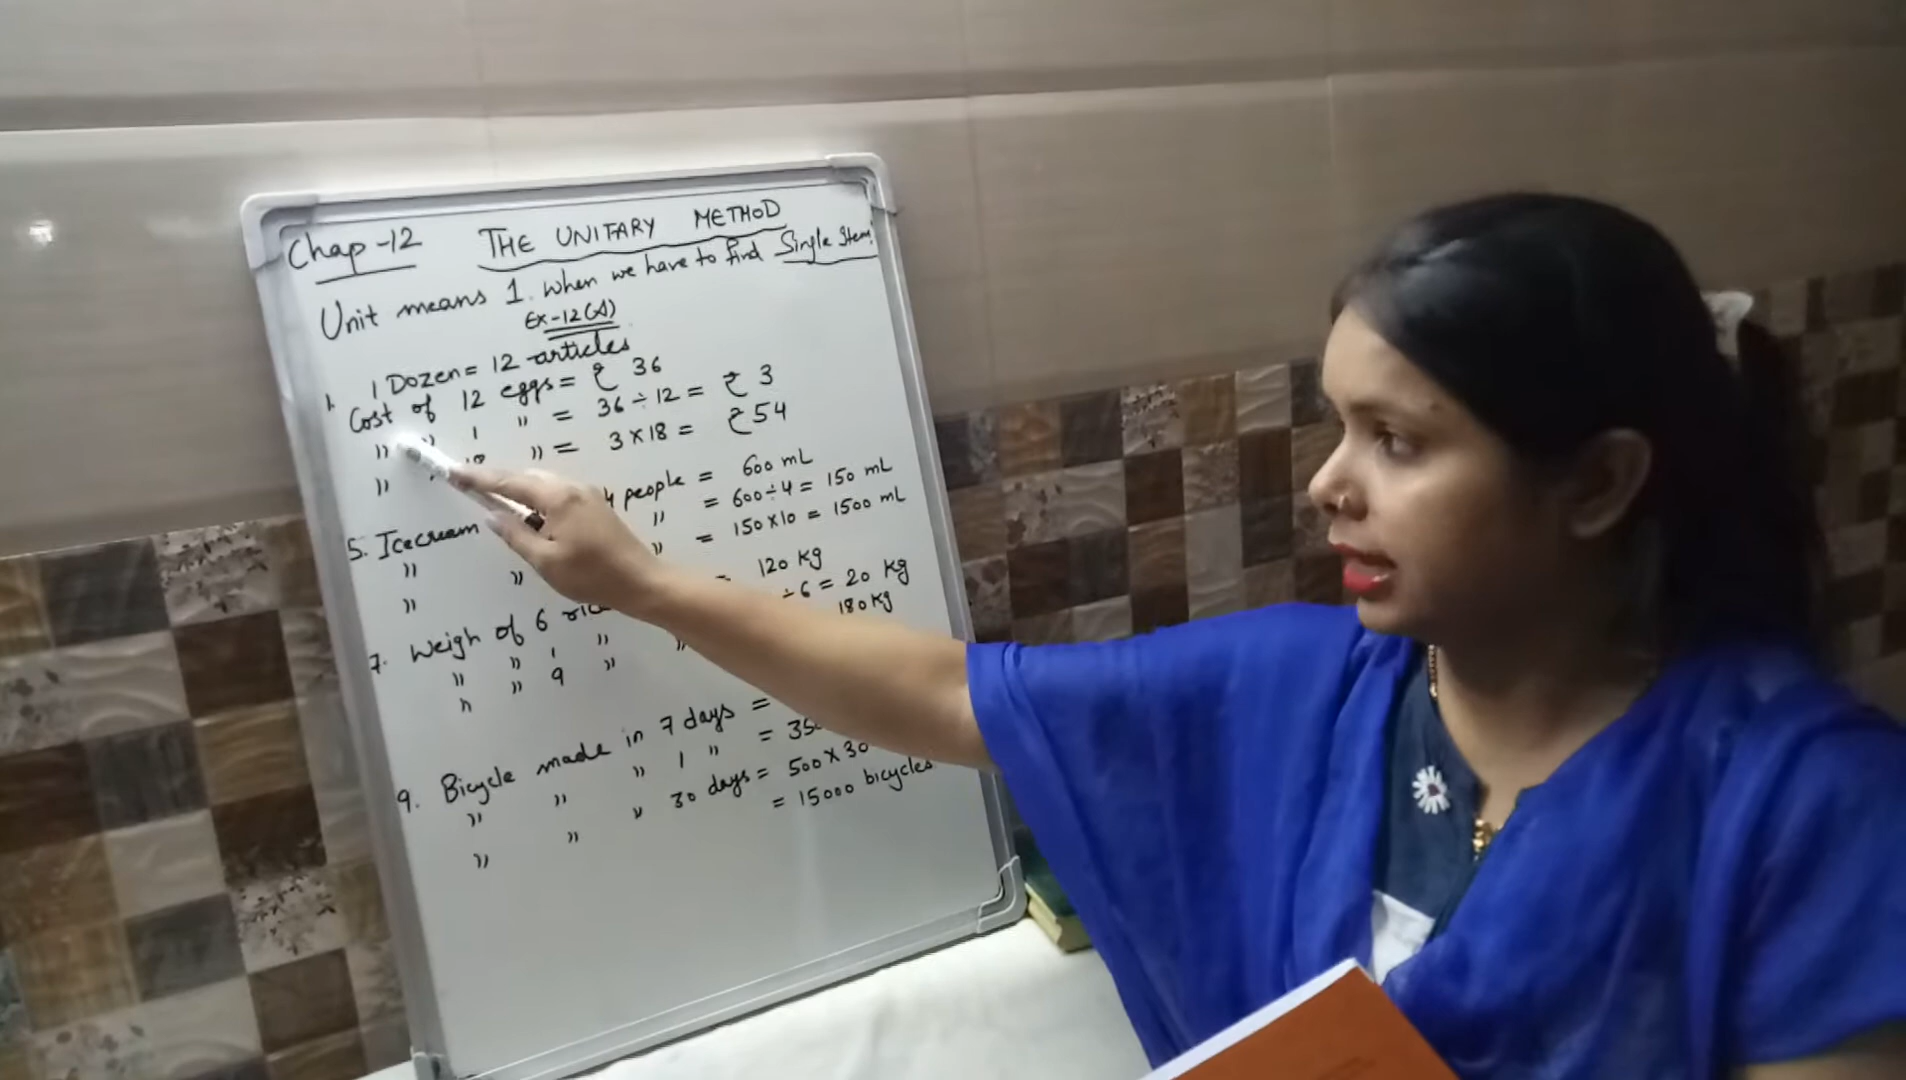 Chap-12 THE UNITARY METHOD
Unit means 1. When we have to find Single Item.
Ex-12(A)
1. 1 Dozen = 12 articles
Cost of 12 eggs = ₹ 36
" " 1 " = 36 ÷ 12 = ₹ 3
" " 18 " = 3 × 18 = ₹ 54
5. Icecream 4 people = 600 mL
" " " = 600 ÷ 4 = 150 mL
" " = 150 × 10 = 1500 mL
7. Weigh of 6 = 120 Kg
" " 1 " ÷ 6 = 20 Kg
" " 9 " " 180 Kg
9. Bicycle made in 7 days =
" " " 1 " = 350
" " " 30 days = 500 × 30
= 15000 bicycles